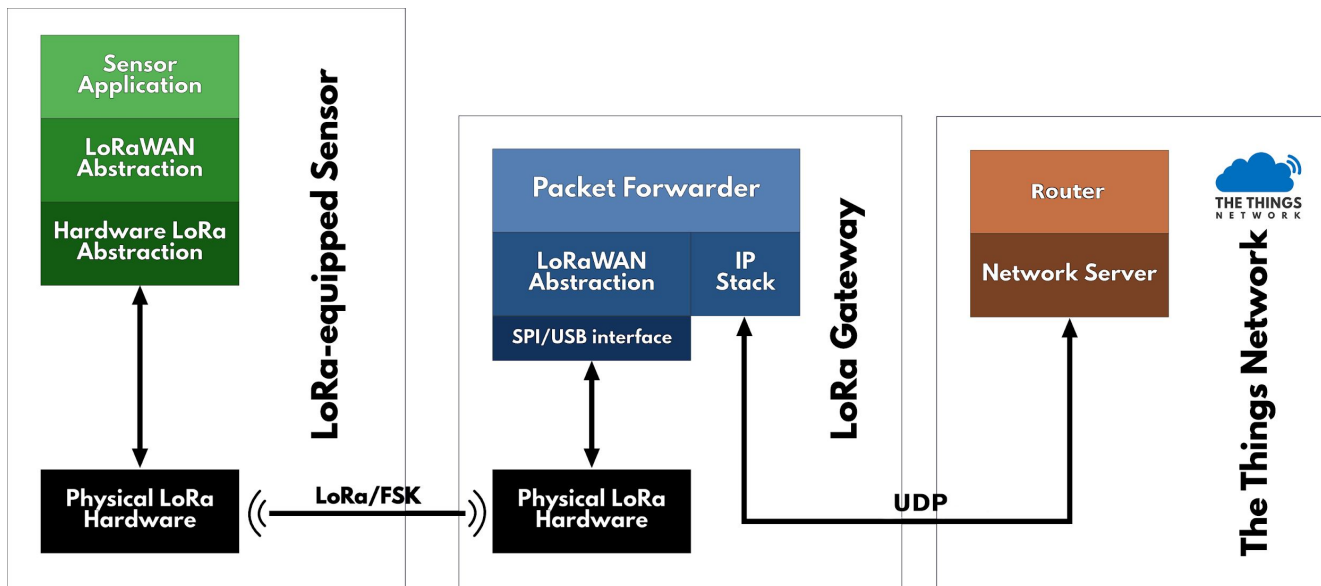 Sensor
Application
LoRaWAN
Abstraction
Hardware LoRa
Abstraction
Physical LoRa
Hardware
LoRa-equipped Sensor
LoRa/FSK
Packet Forwarder
LoRaWAN
Abstraction
IP
Stack
SPI/USB interface
Physical LoRa
Hardware
LoRa Gateway
UDP
Router
Network Server
THE THINGS
NETWORK
The Things Network